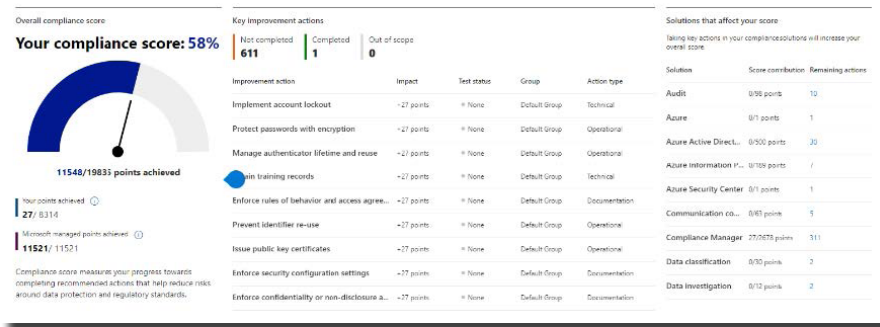 Overall compliance score
Your compliance score: 58%
11548/19835 points achieved
Your points achieved
27/ 8314
Microsoft managed points achieved
11521/ 11521
Compliance score measures your progress towards
completing recommended actions that help reduce risks
around data protection and regulatory standards.
Key improvement actions
Not completed Completed Out of scope
611 1 0
Improvement action Impact Test status Group Action type
Implement account lockout +27 points None Default Group Technical
Protect passwords with encryption +27 points None Default Group Operational
Manage authenticator lifetime and reuse +27 points None Default Group Operational
ain training records +27 points None Default Group Technical
Enforce rules of behavior and access agree... +27 points None Default Group Documentation
Prevent identifier re-use +27 points None Default Group Operational
Issue public key certificates +27 points None Default Group Operational
Enforce security configuration settings +27 points None Default Group Documentation
Enforce confidentiality or non-disclosure a... +27 points None Default Group Documentation
Solutions that affect your score
Taking key actions in your compliance solutions will increase your
overall score.
Solution Score contribution Remaining actions
Audit 0/98 points 10
Azure 0/1 points 1
Azure Active Direct... 0/500 points 30
Azure Information P... 0/189 points 7
Azure Security Center 0/1 points 1
Communication co... 0/63 points 5
Compliance Manager 27/2678 points 311
Data classification 0/30 points 2
Data investigation 0/12 points 2